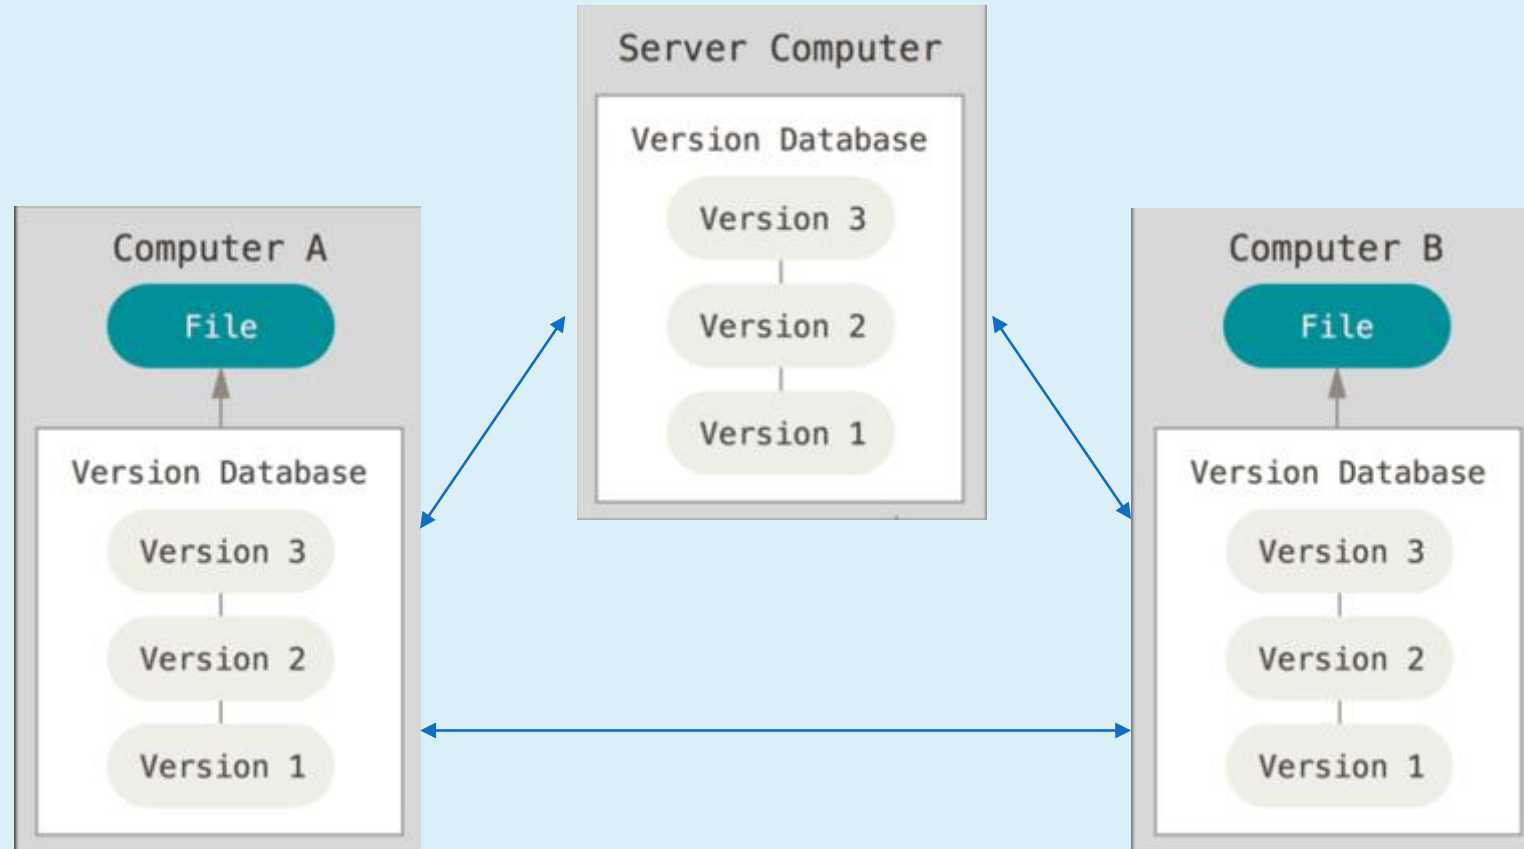 Server Computer
Version Database
Version 3
Version 2
Version 1
Computer A
File
Version Database
Version 3
Version 2
Version 1
Computer B
File
Version Database
Version 3
Version 2
Version 1